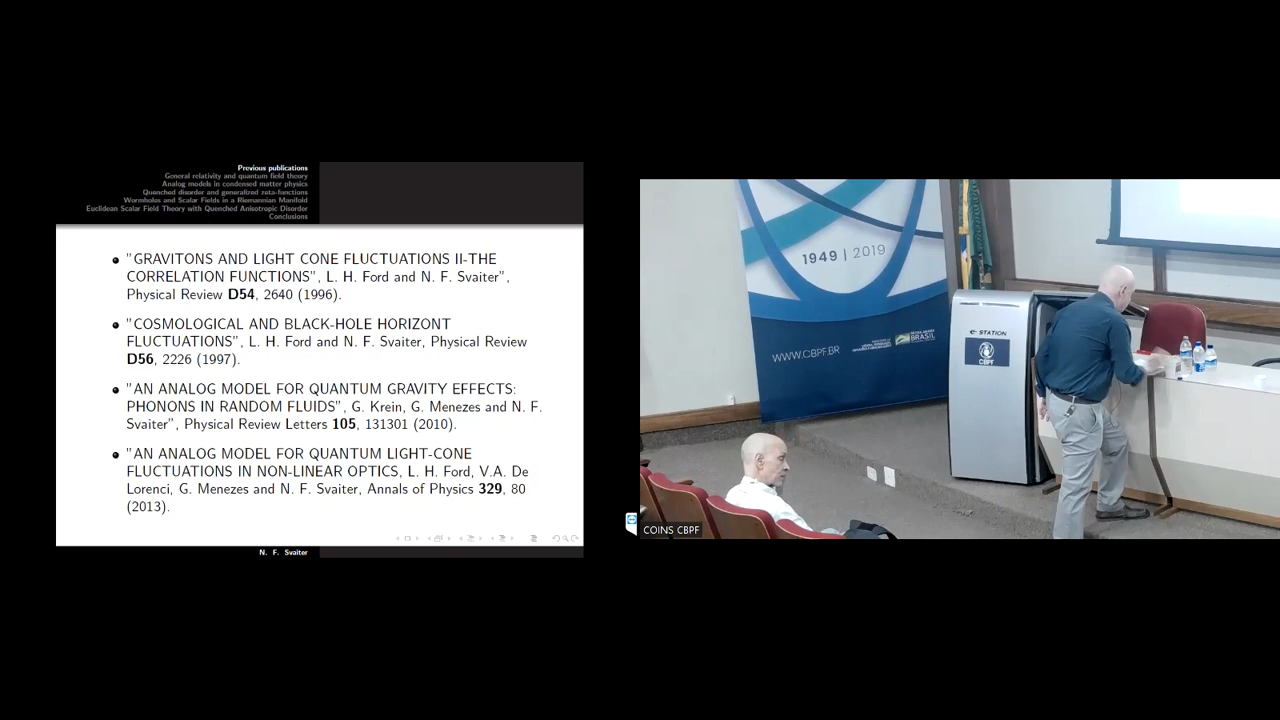 Previous publications
General relativity and quantum field theory
Analog models in condensed matter physics
Quenched disorder and generalized zeta-functions
Wormholes and Scalar Fields in a Riemannian Manifold
Euclidean Scalar Field Theory with Quenched Anisotropic Disorder
Conclusions
"GRAVITONS AND LIGHT CONE FLUCTUATIONS II-THE
CORRELATION FUNCTIONS", L. H. Ford and N. F. Svaiter",
Physical Review D54, 2640 (1996).
"COSMOLOGICAL AND BLACK-HOLE HORIZONT
FLUCTUATIONS", L. H. Ford and N. F. Svaiter, Physical Review
D56, 2226 (1997).
"AN ANALOG MODEL FOR QUANTUM GRAVITY EFFECTS:
PHONONS IN RANDOM FLUIDS", G. Krein, G. Menezes and N. F.
Svaiter", Physical Review Letters 105, 131301 (2010).
"AN ANALOG MODEL FOR QUANTUM LIGHT-CONE
FLUCTUATIONS IN NON-LINEAR OPTICS, L. H. Ford, V.A. De
Lorenci, G. Menezes and N. F. Svaiter, Annals of Physics 329, 80
(2013).
N. F. Svaiter
1949 | 2019
WWW.CBPF.BR
BRASIL
e-STATION
CBPF
COINS CBPF